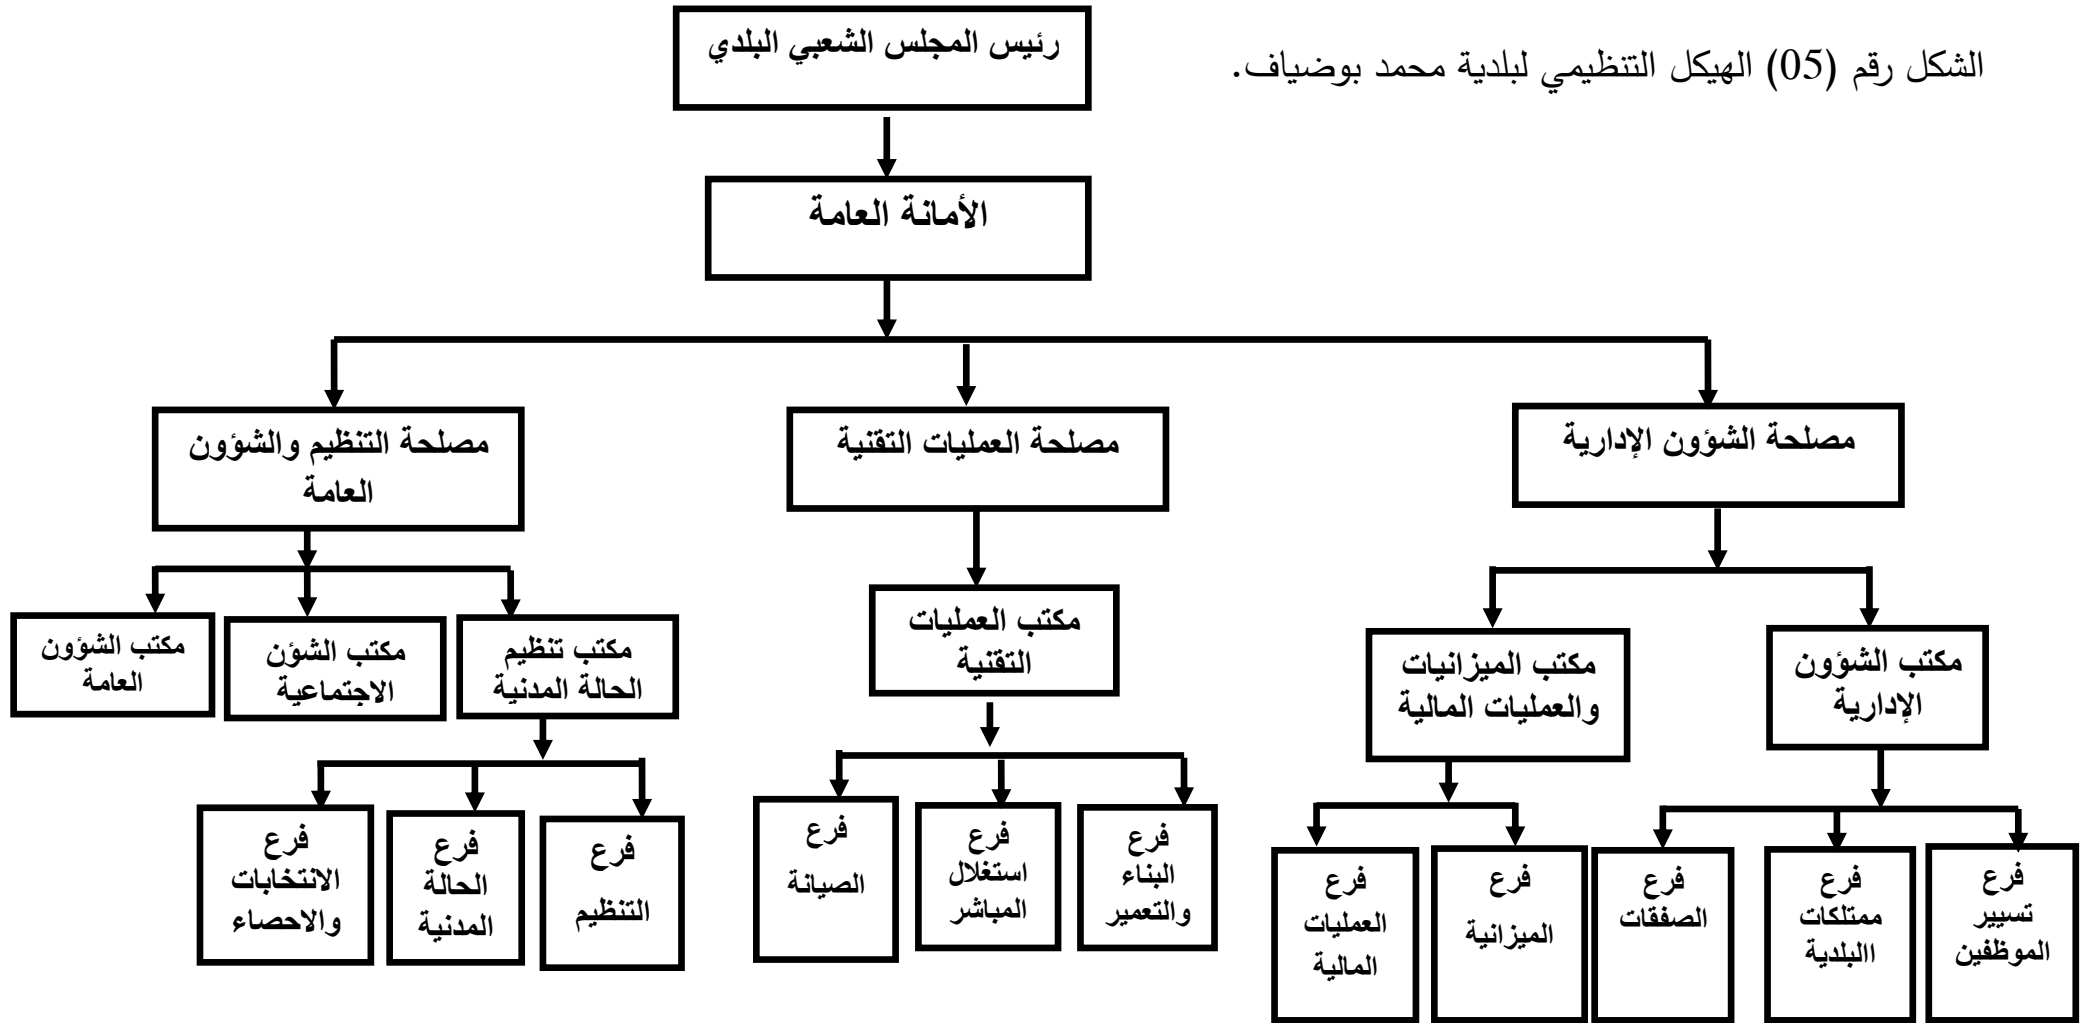 الشكل رقم (05) الهيكل التنظيمي لبلدية محمد بوضياف.
رئيس المجلس الشعبي البلدي
الأمانة العامة
مصلحة الشؤون الإدارية
مصلحة العمليات التقنية
مصلحة التنظيم والشؤون
العامة
مكتب الشؤون
الإدارية
مكتب الميزانيات
والعمليات المالية
مكتب العمليات
التقنية
مكتب تنظيم
الحالة المدنية
مكتب الشؤن
الاجتماعية
مكتب الشؤون
العامة
فرع
تسيير
الموظفين
فرع
ممتلكات
االبلدية
فرع
الصفقات
فرع
الميزانية
فرع
العمليات
المالية
فرع
البناء
والتعمير
فرع
استغلال
المباشر
فرع
الصيانة
فرع
التنظيم
فرع
الحالة
المدنية
فرع
الانتخابات
والاحصاء